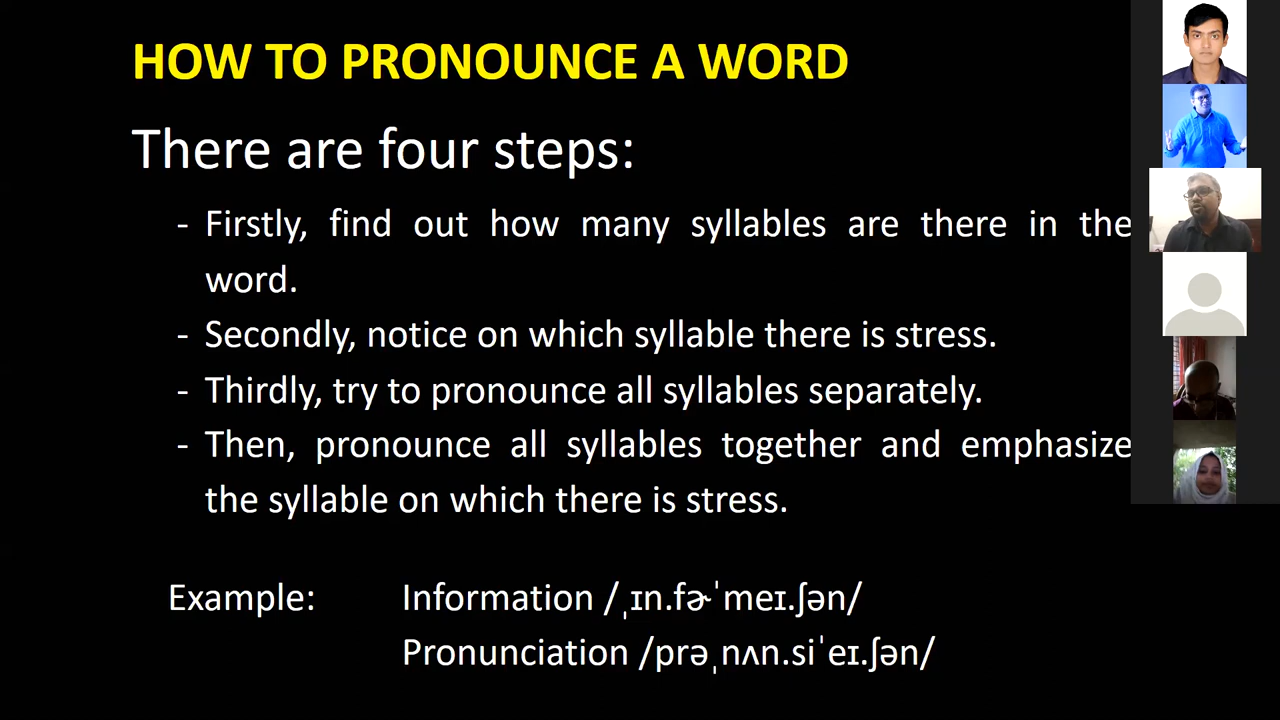 HOW TO PRONOUNCE A WORD
There are four steps:
- Firstly, find out how many syllables are there in the
word.
- Secondly, notice on which syllable there is stress.
- Thirdly, try to pronounce all syllables separately.
- Then, pronounce all syllables together and emphasize
the syllable on which there is stress.
Example: Information /ˌɪn.fɚˈmeɪ.ʃən/
Pronunciation /prəˌnʌn.siˈeɪ.ʃən/